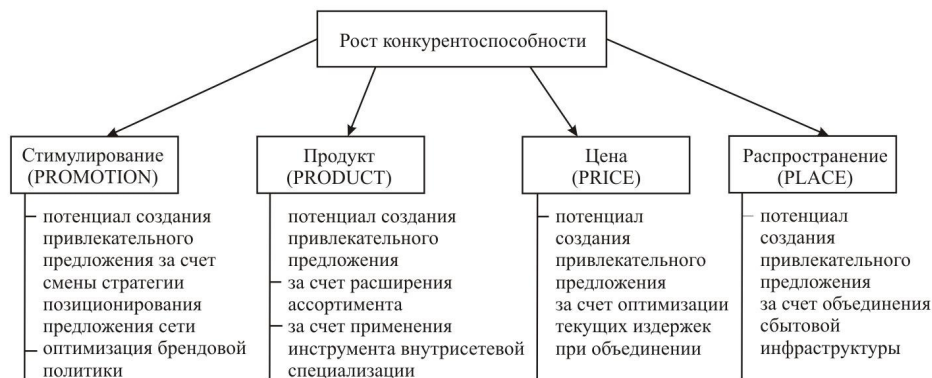 Рост конкурентоспособности
Стимулирование
(PROMOTION)
потенциал создания
привлекательного
предложения за счет
смены стратегии
позиционирования
предложения сети
оптимизация брендовой
политики
Продукт
(PRODUCT)
потенциал создания
привлекательного
предложения
за счет расширения
ассортимента
за счет применения
инструмента внутрисетевой
специализации
Цена
(PRICE)
потенциал
создания
привлекательного
предложения
за счет оптимизации
текущих издержек
при объединении
Распространение
(PLACE)
потенциал
создания
привлекательного
предложения
за счет объединения
сбытовой
инфраструктуры